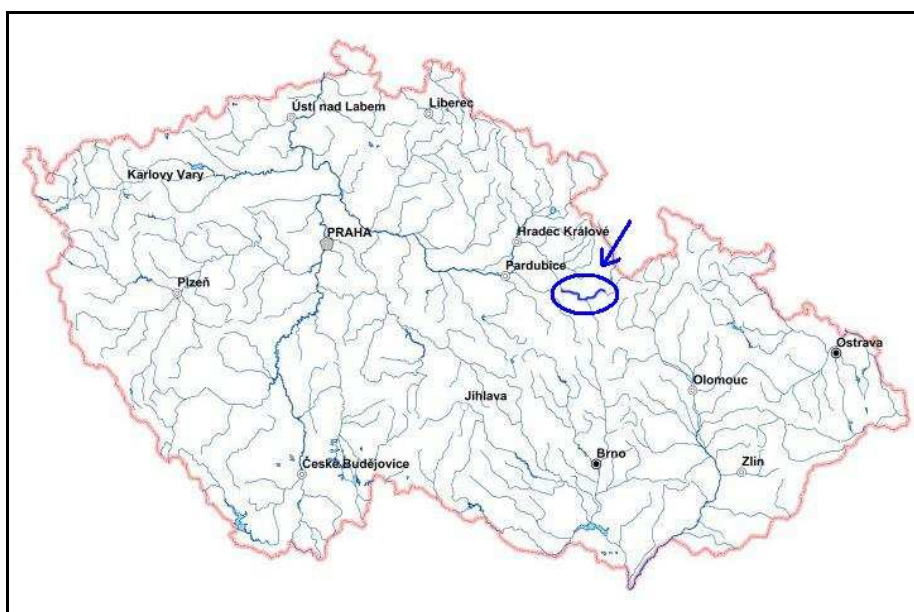 Ústí nad Labem
Liberec
Karlovy Vary
PRAHA
Hradec Králové
Pardubice
Plzeň
Ostrava
Olomouc
Jihlava
Brno
Zlín
České Budějovice